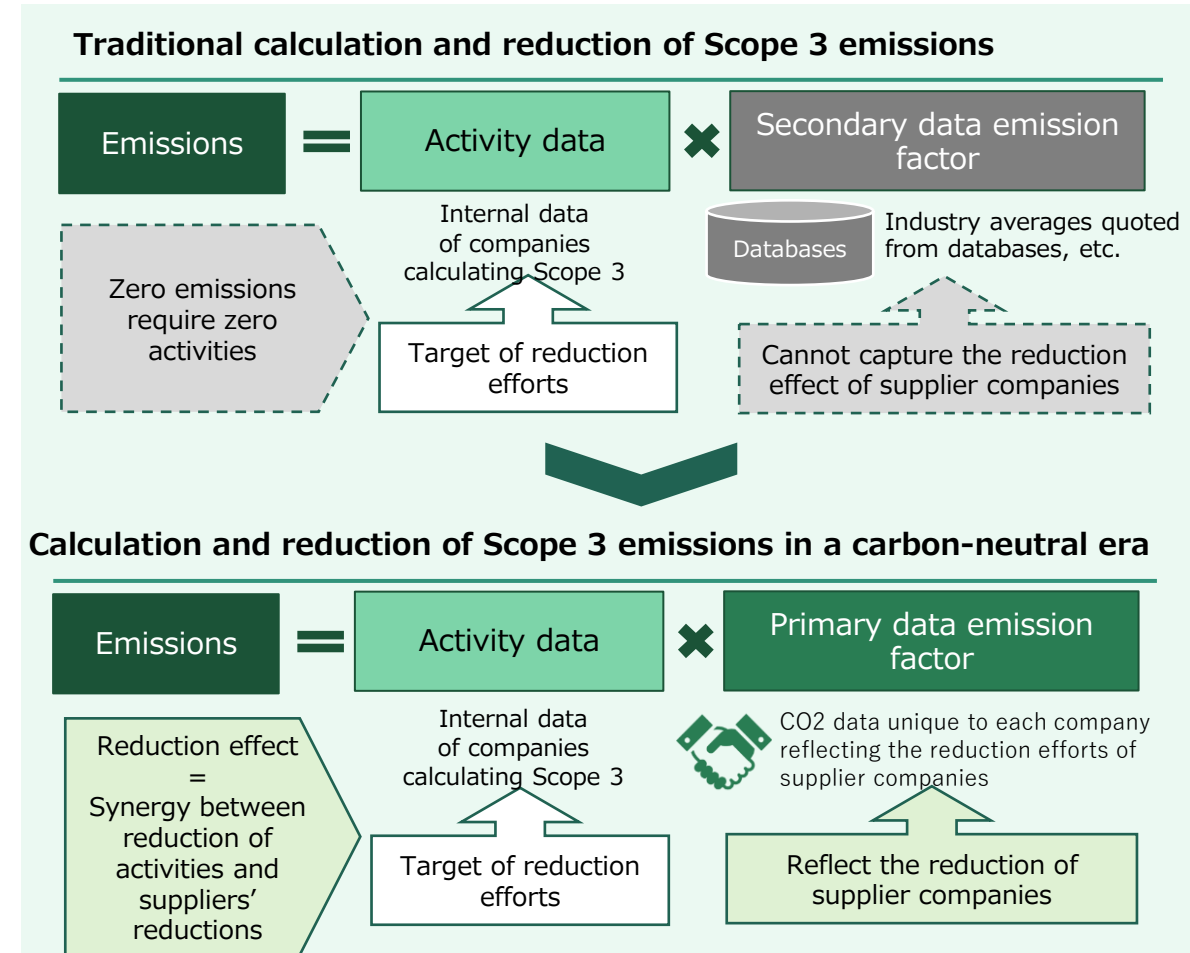 Traditional calculation and reduction of Scope 3 emissions
Emissions
Activity data
Secondary data emission
factor
Internal data
of companies
calculating Scope 3
Databases
Industry averages quoted
from databases, etc.
Zero emissions
require zero
activities
Target of reduction
efforts
Cannot capture the reduction
effect of supplier companies
Calculation and reduction of Scope 3 emissions in a carbon-neutral era
Emissions
Activity data
Primary data emission
factor
Reduction effect
=
Synergy between
reduction of
activities and
suppliers’
reductions
Internal data
of companies
calculating Scope 3
CO2 data unique to each company
reflecting the reduction efforts of
supplier companies
Target of reduction
efforts
Reflect the reduction of
supplier companies